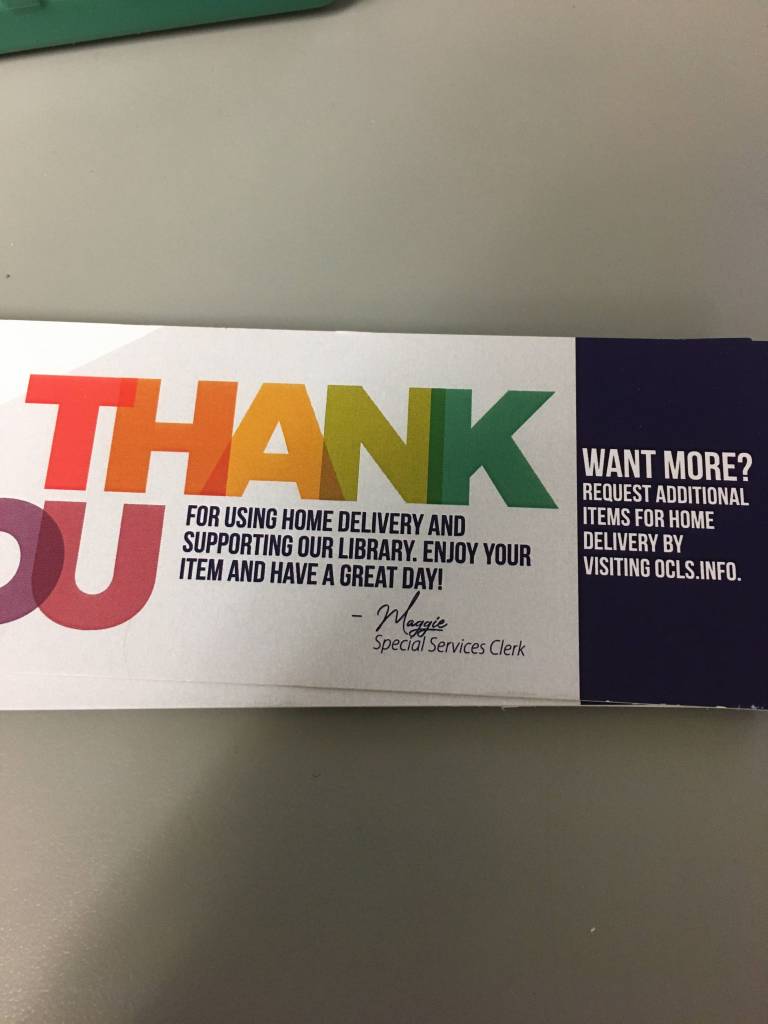 THANK
OU
FOR USING HOME DELIVERY AND
SUPPORTING OUR LIBRARY. ENJOY YOUR
ITEM AND HAVE A GREAT DAY!
- Maggie
Special Services Clerk
WANT MORE?
REQUEST ADDITIONAL
ITEMS FOR HOME
DELIVERY BY
VISITING OCLS.INFO.